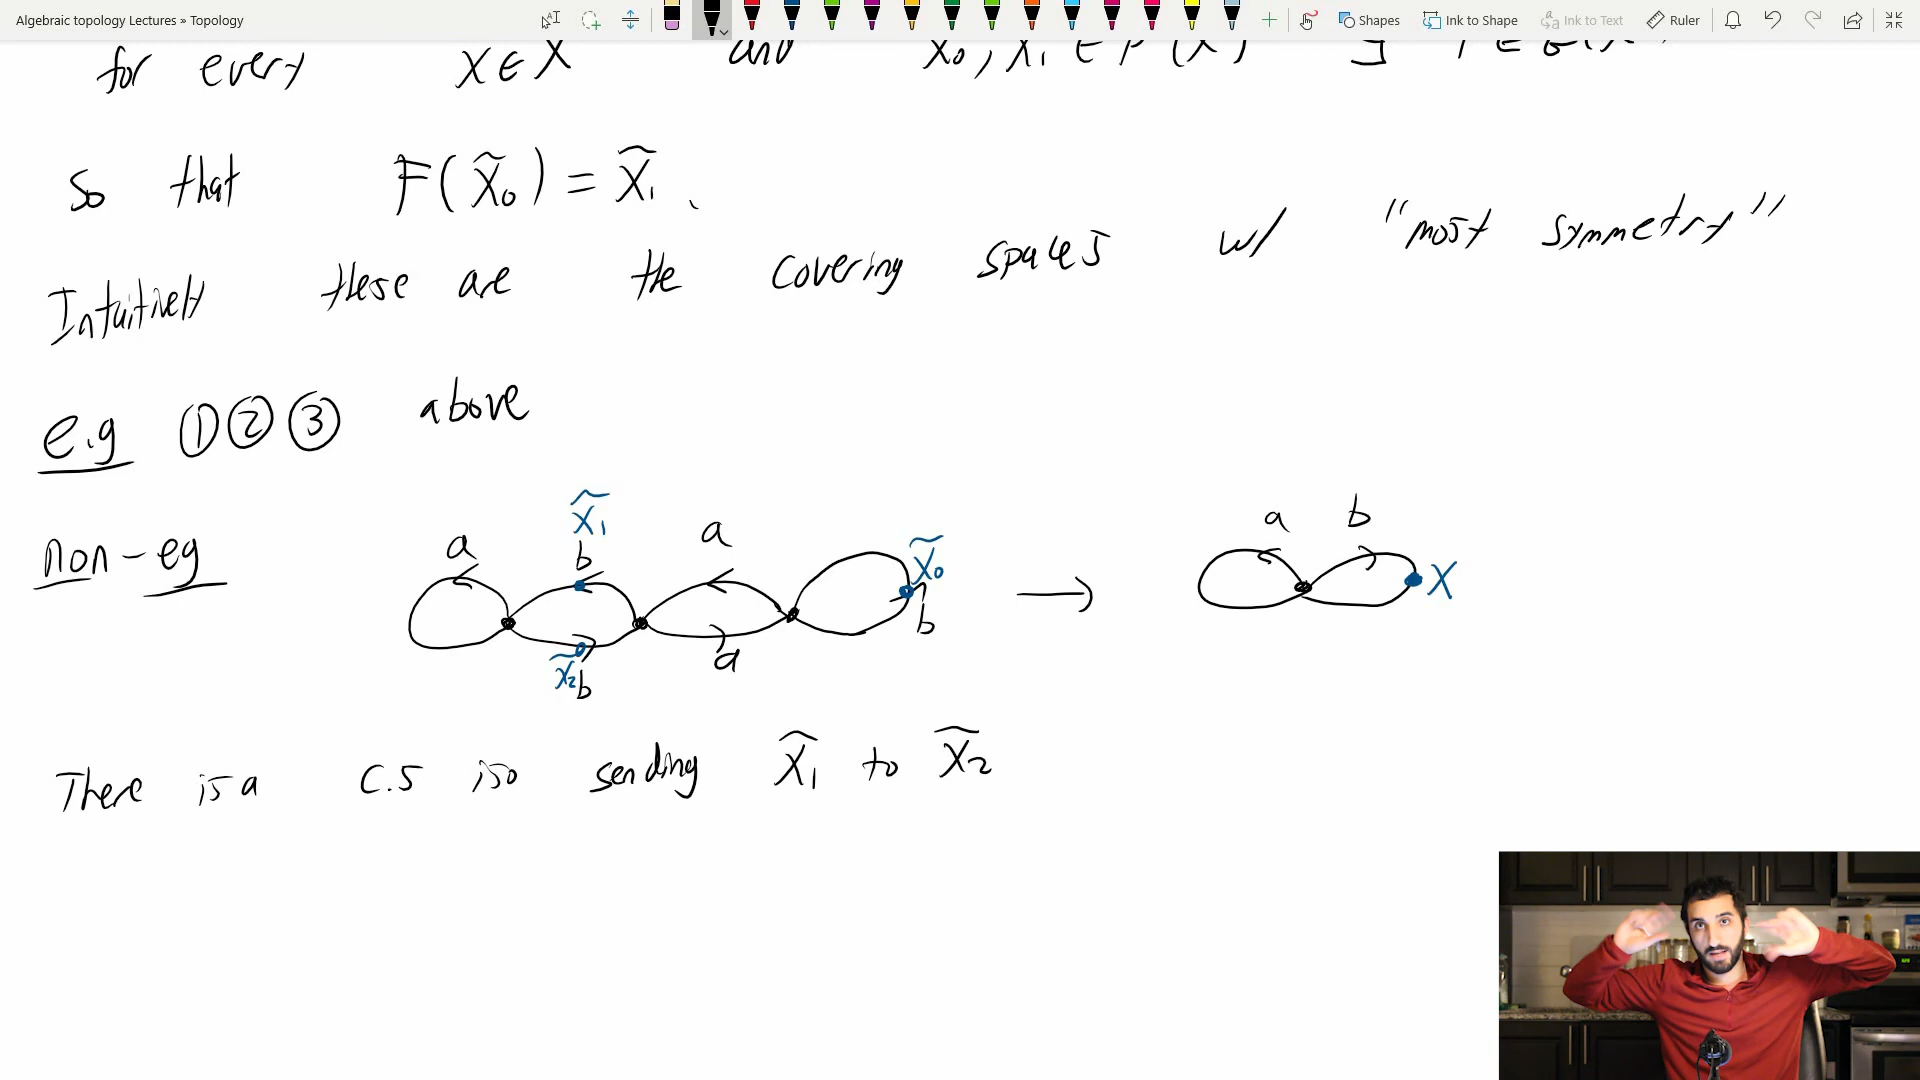 Algebraic topology Lectures » Topology
Shapes Ink to Shape Ink to Text Ruler
for every x ∈ X and
So that F(x̃₀) = x̃₁.
Intuitively these are the covering spaces w/ "most symmetry"
e.g ① ② ③ above
non-eg
a x̃₁ b a x̃₀ b
x̃₂ b a
→
a b x
There is a C.S iso sending x̃₁ to x̃₂